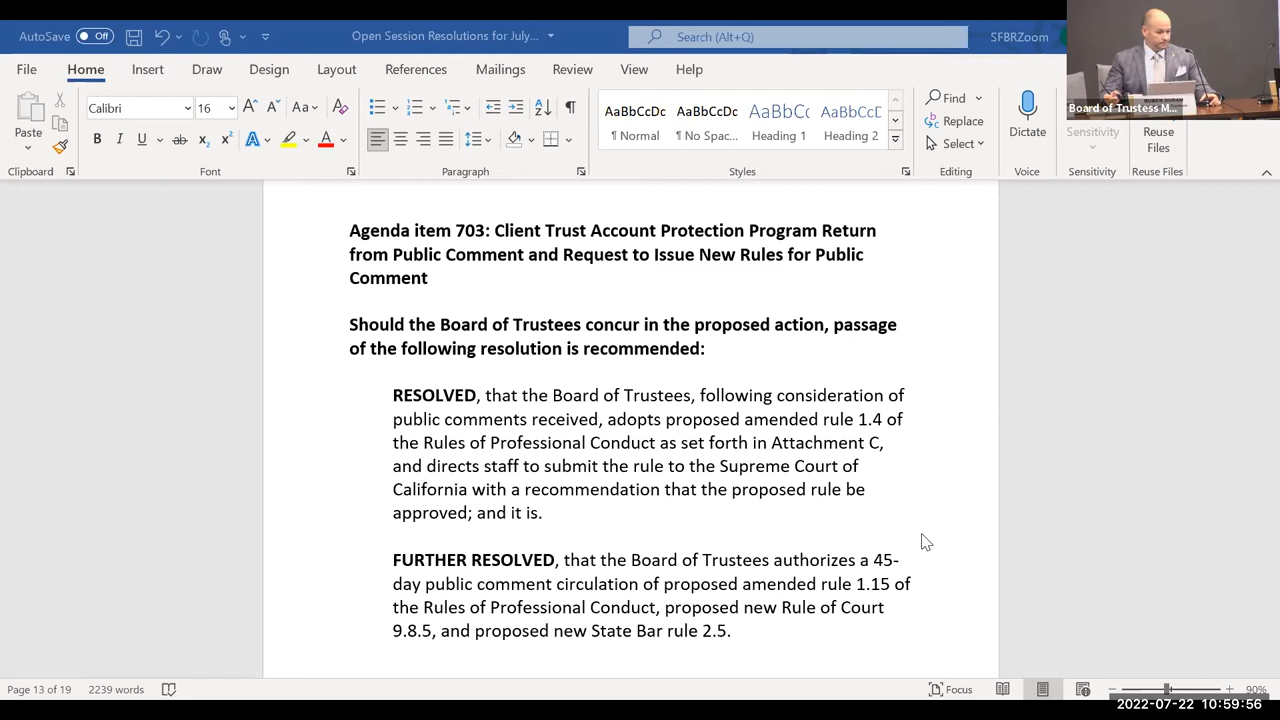 AutoSave Off Open Session Resolutions for July... Search (Alt+Q) SFBRZoom
File Home Insert Draw Design Layout References Mailings Review View Help
Board of Trustess M...
Paste
Calibri 16 Aa
AaBbCcDc AaBbCcDc AaBbCc AaBbCcD
¶ Normal ¶ No Spac... Heading 1 Heading 2
Find
Replace
Select
Dictate
Sensitivity
Reuse
Files
Clipboard Font Paragraph Styles Editing Voice Sensitivity Reuse Files
Agenda item 703: Client Trust Account Protection Program Return
from Public Comment and Request to Issue New Rules for Public
Comment
Should the Board of Trustees concur in the proposed action, passage
of the following resolution is recommended:
RESOLVED, that the Board of Trustees, following consideration of
public comments received, adopts proposed amended rule 1.4 of
the Rules of Professional Conduct as set forth in Attachment C,
and directs staff to submit the rule to the Supreme Court of
California with a recommendation that the proposed rule be
approved; and it is.
FURTHER RESOLVED, that the Board of Trustees authorizes a 45-
day public comment circulation of proposed amended rule 1.15 of
the Rules of Professional Conduct, proposed new Rule of Court
9.8.5, and proposed new State Bar rule 2.5.
Page 13 of 19 2239 words Focus 90%
2022-07-22 10:59:56